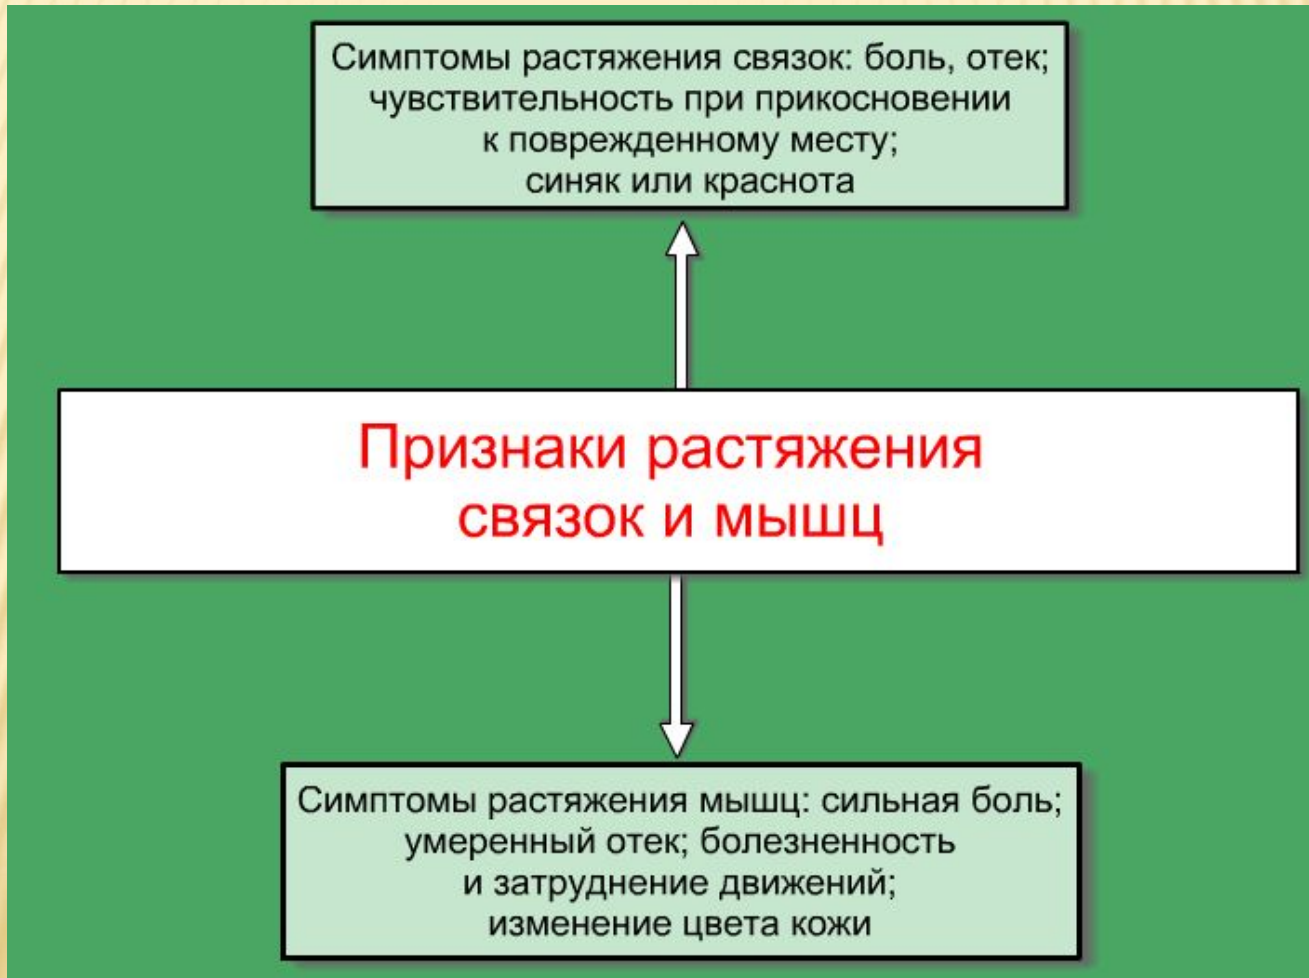 Симптомы растяжения связок: боль, отек;
чувствительность при прикосновении
к поврежденному месту;
синяк или краснота
Признаки растяжения
связок и мышц
Симптомы растяжения мышц: сильная боль;
умеренный отек; болезненность
и затруднение движений;
изменение цвета кожи